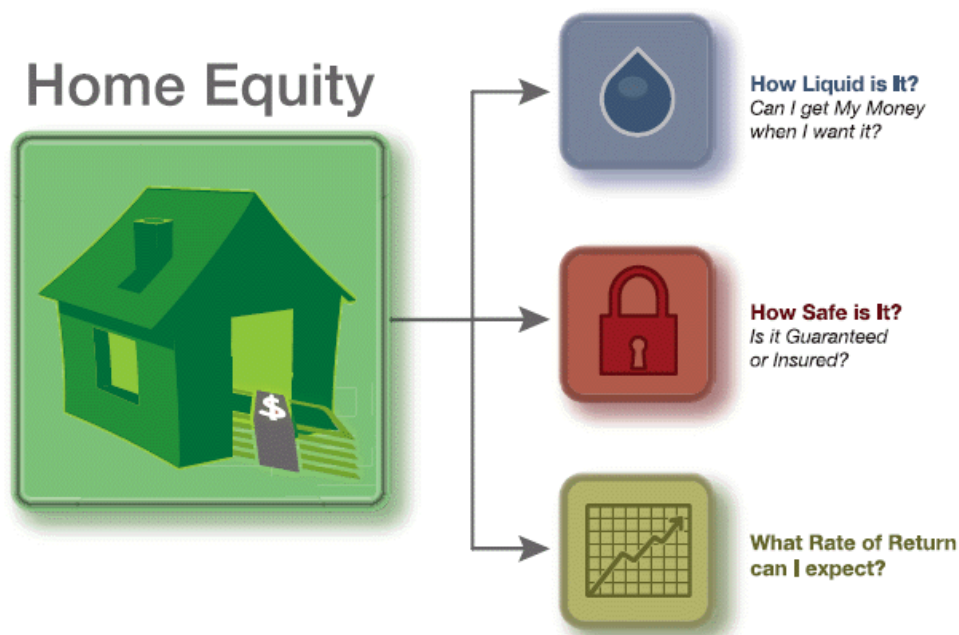 Home Equity
How Liquid is It?
Can I get My Money
when I want it?
How Safe is It?
Is it Guaranteed
or Insured?
$
What Rate of Return
can I expect?